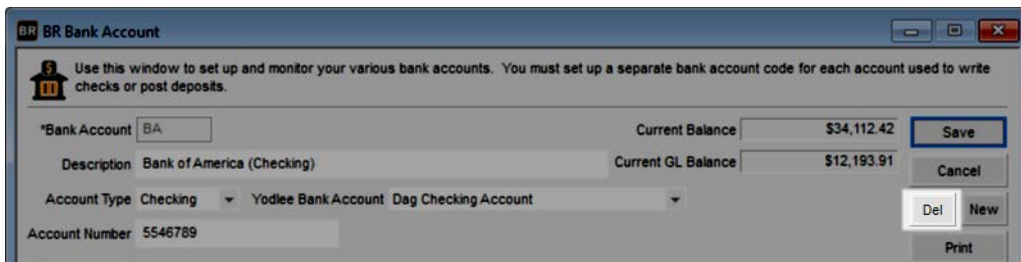 BR BR Bank Account
Use this window to set up and monitor your various bank accounts. You must set up a separate bank account code for each account used to write
checks or post deposits.
*Bank Account BA Current Balance $34,112.42 Save
Description Bank of America (Checking) Current GL Balance $12,193.91 Cancel
Account Type Checking Yodlee Bank Account Dag Checking Account Del New
Account Number 5546789 Print